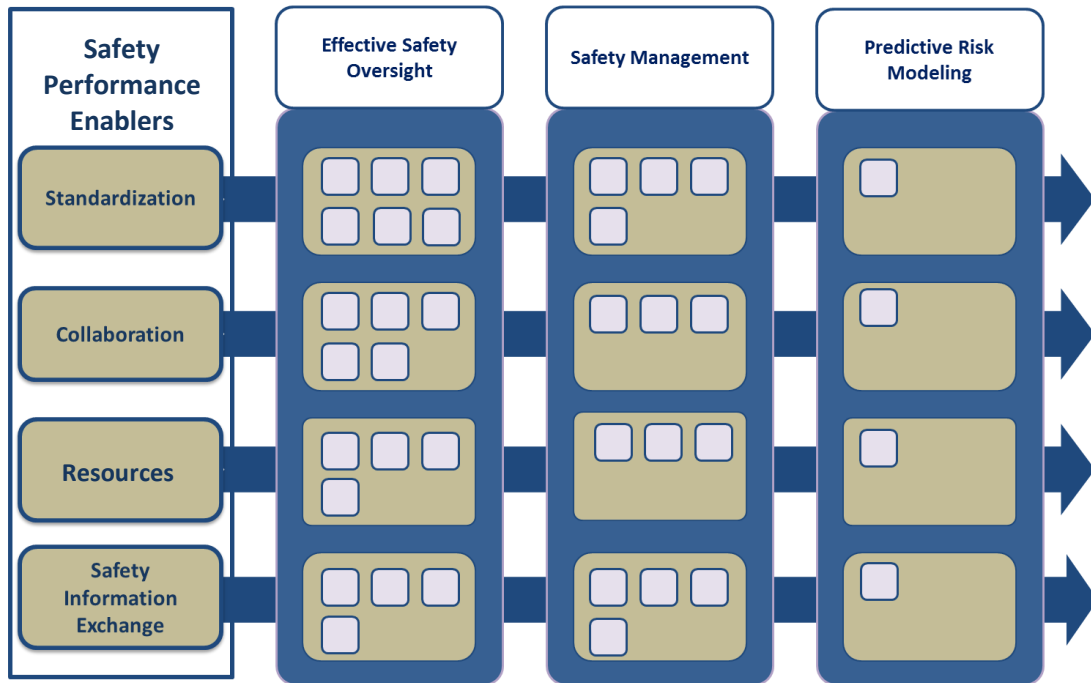 Safety
Performance
Enablers
Effective Safety
Oversight
Safety Management
Predictive Risk
Modeling
Standardization
Collaboration
Resources
Safety
Information
Exchange